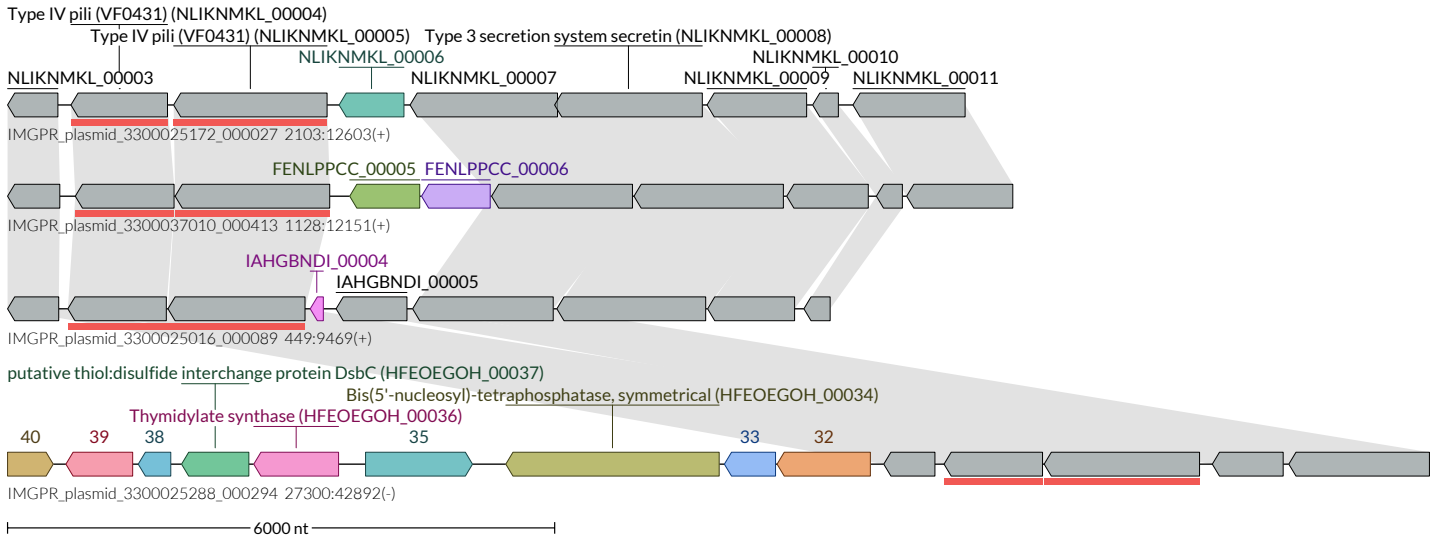 Type IV pili (VF0431) (NLIKNMKL_00004)
Type IV pili (VF0431) (NLIKNMKL_00005) Type 3 secretion system secretin (NLIKNMKL_00008)
NLIKNMKL_00006 NLIKNMKL_00010
NLIKNMKL_00003 NLIKNMKL_00007 NLIKNMKL_00009 NLIKNMKL_00011
IMGPR_plasmid_3300025172_000027 2103:12603(+)
FENLPPCC_00005 FENLPPCC_00006
IMGPR_plasmid_3300037010_000413 1128:12151(+)
IAHGBNDI_00004
IAHGBNDI_00005
IMGPR_plasmid_3300025016_000089 449:9469(+)
putative thiol:disulfide interchange protein DsbC (HFEOEGOH_00037)
Bis(5'-nucleosyl)-tetraphosphatase, symmetrical (HFEOEGOH_00034)
Thymidylate synthase (HFEOEGOH_00036)
40 39 38 35 33 32
IMGPR_plasmid_3300025288_000294 27300:42892(-)
6000 nt